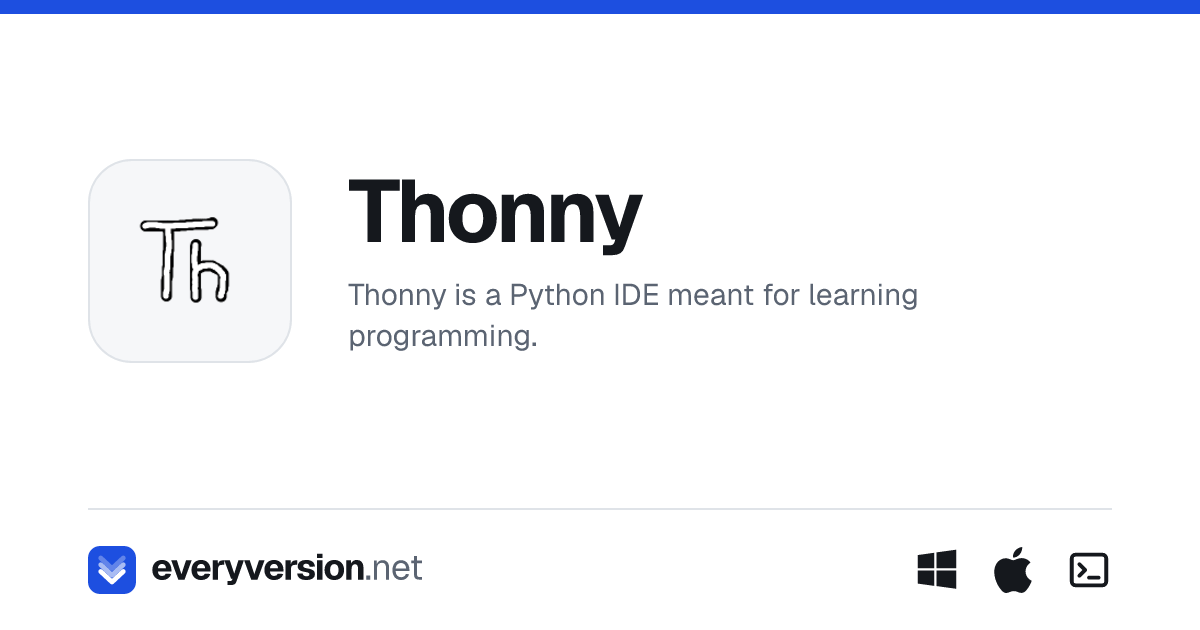 Th
Thonny
Thonny is a Python IDE meant for learning
programming.
everyversion.net